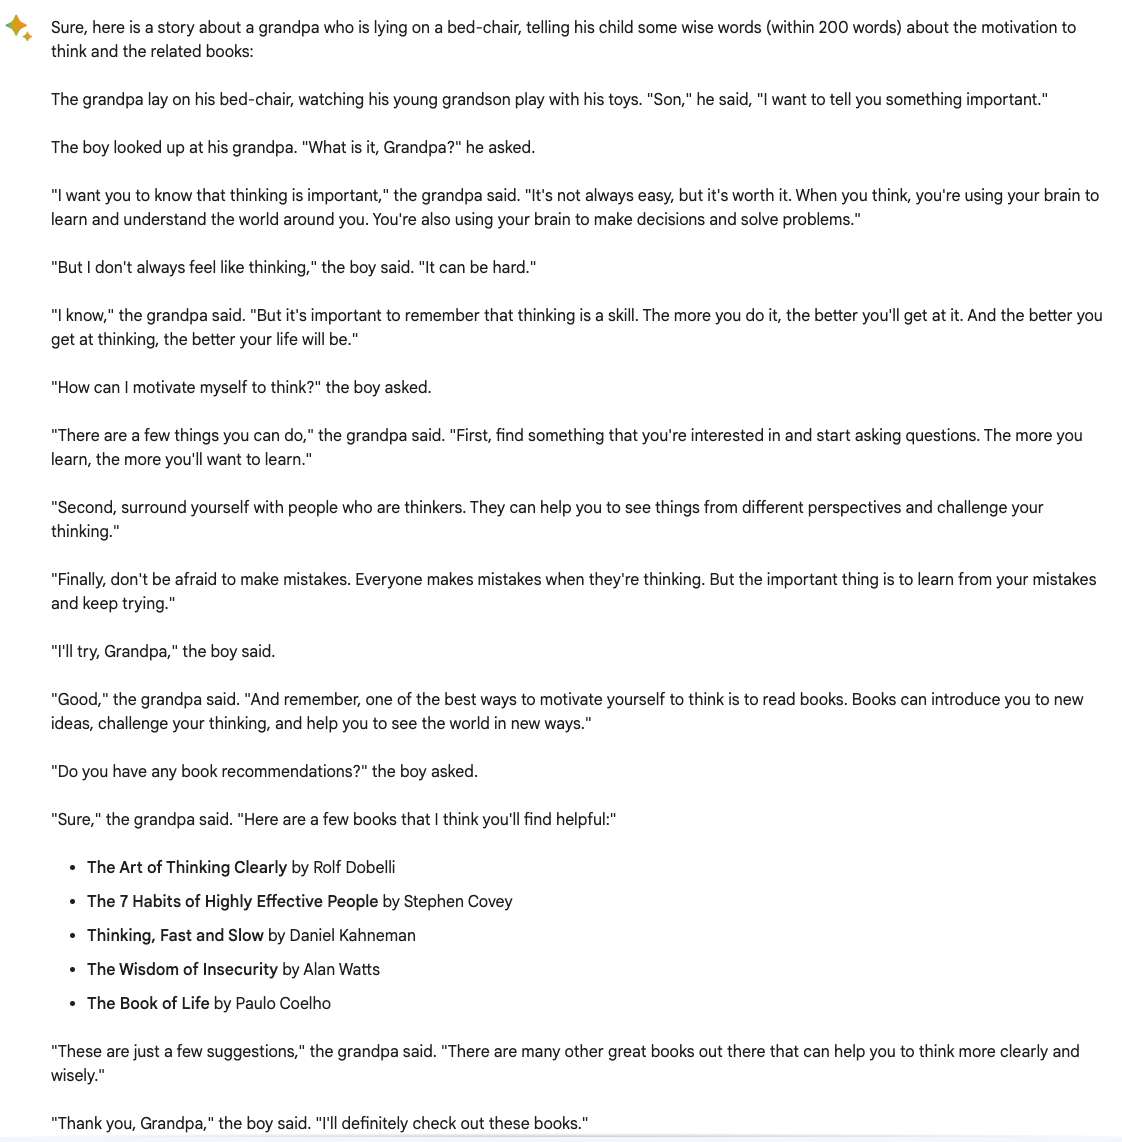 Sure, here is a story about a grandpa who is lying on a bed-chair, telling his child some wise words (within 200 words) about the motivation to
think and the related books:
The grandpa lay on his bed-chair, watching his young grandson play with his toys. "Son," he said, "I want to tell you something important."
The boy looked up at his grandpa. "What is it, Grandpa?" he asked.
"I want you to know that thinking is important," the grandpa said. "It's not always easy, but it's worth it. When you think, you're using your brain to
learn and understand the world around you. You're also using your brain to make decisions and solve problems."
"But I don't always feel like thinking," the boy said. "It can be hard."
"I know," the grandpa said. "But it's important to remember that thinking is a skill. The more you do it, the better you'll get at it. And the better you
get at thinking, the better your life will be."
"How can I motivate myself to think?" the boy asked.
"There are a few things you can do," the grandpa said. "First, find something that you're interested in and start asking questions. The more you
learn, the more you'll want to learn."
"Second, surround yourself with people who are thinkers. They can help you to see things from different perspectives and challenge your
thinking."
"Finally, don't be afraid to make mistakes. Everyone makes mistakes when they're thinking. But the important thing is to learn from your mistakes
and keep trying."
"I'll try, Grandpa," the boy said.
"Good," the grandpa said. "And remember, one of the best ways to motivate yourself to think is to read books. Books can introduce you to new
ideas, challenge your thinking, and help you to see the world in new ways."
"Do you have any book recommendations?" the boy asked.
"Sure," the grandpa said. "Here are a few books that I think you'll find helpful:"
• The Art of Thinking Clearly by Rolf Dobelli
• The 7 Habits of Highly Effective People by Stephen Covey
• Thinking, Fast and Slow by Daniel Kahneman
• The Wisdom of Insecurity by Alan Watts
• The Book of Life by Paulo Coelho
"These are just a few suggestions," the grandpa said. "There are many other great books out there that can help you to think more clearly and
wisely."
"Thank you, Grandpa," the boy said. "I'll definitely check out these books."